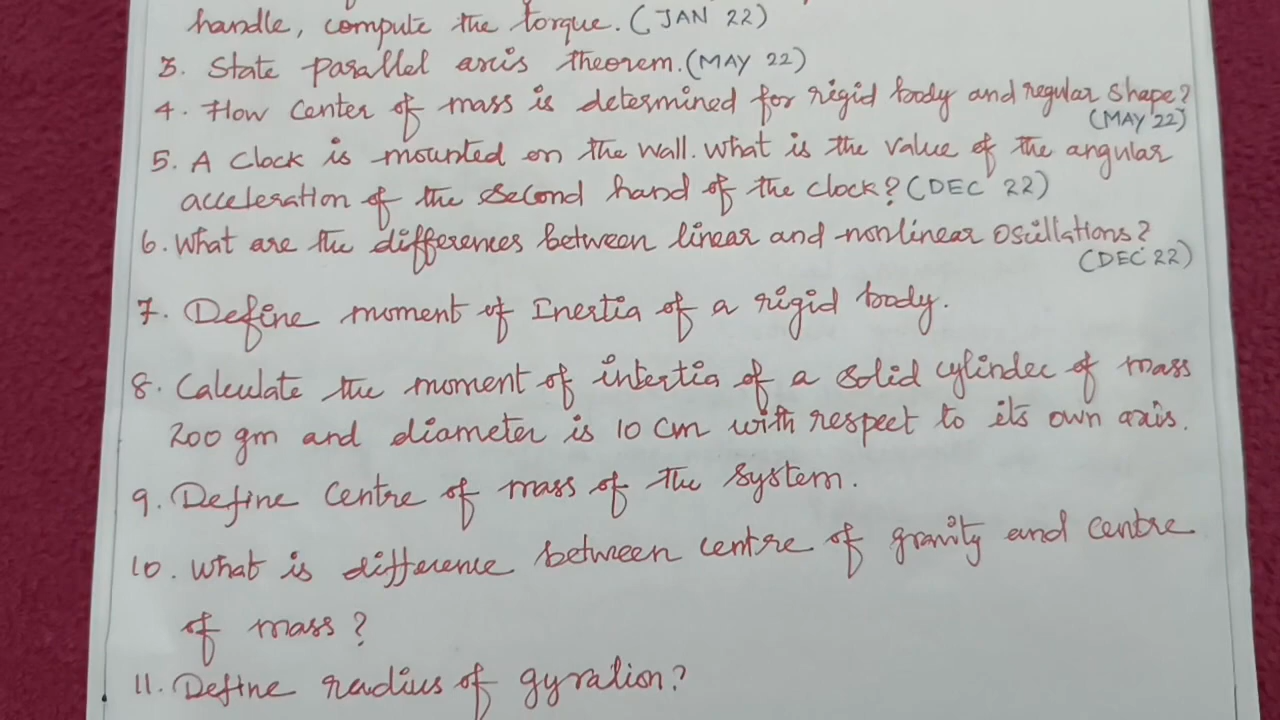 handle, compute the torque. (JAN 22)
3. State parallel axis theorem. (MAY 22)
4. How center of mass is determined for rigid body and regular shape?
(MAY 22)
5. A clock is mounted on the wall. What is the value of the angular
acceleration of the second hand of the clock? (DEC 22)
6. What are the differences between linear and nonlinear oscillations?
(DEC 22)
7. Define moment of Inertia of a rigid body.
8. Calculate the moment of intertia of a solid cylinder of mass
200 gm and diameter is 10 cm with respect to its own axis.
9. Define Centre of mass of the system.
10. What is difference between centre of gravity and centre
of mass?
11. Define radius of gyration?